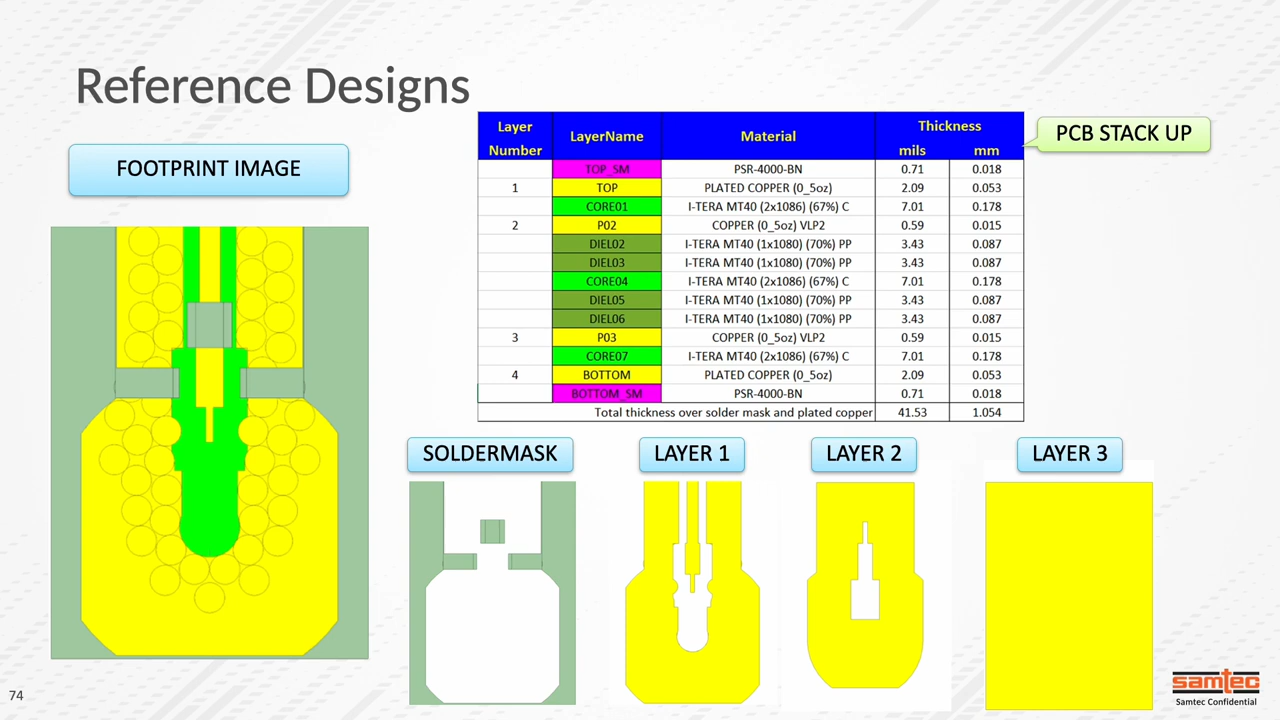 Reference Designs
FOOTPRINT IMAGE
PCB STACK UP
Layer Number LayerName Material Thickness mils mm
TOP_SM PSR-4000-BN 0.71 0.018
1 TOP PLATED COPPER (0_5oz) 2.09 0.053
CORE01 I-TERA MT40 (2x1086) (67%) C 7.01 0.178
2 P02 COPPER (0_5oz) VLP2 0.59 0.015
DIEL02 I-TERA MT40 (1x1080) (70%) PP 3.43 0.087
DIEL03 I-TERA MT40 (1x1080) (70%) PP 3.43 0.087
CORE04 I-TERA MT40 (2x1086) (67%) C 7.01 0.178
DIEL05 I-TERA MT40 (1x1080) (70%) PP 3.43 0.087
DIEL06 I-TERA MT40 (1x1080) (70%) PP 3.43 0.087
3 P03 COPPER (0_5oz) VLP2 0.59 0.015
CORE07 I-TERA MT40 (2x1086) (67%) C 7.01 0.178
4 BOTTOM PLATED COPPER (0_5oz) 2.09 0.053
BOTTOM_SM PSR-4000-BN 0.71 0.018
Total thickness over solder mask and plated copper 41.53 1.054
SOLDERMASK
LAYER 1
LAYER 2
LAYER 3
74
samtec
Samtec Confidential